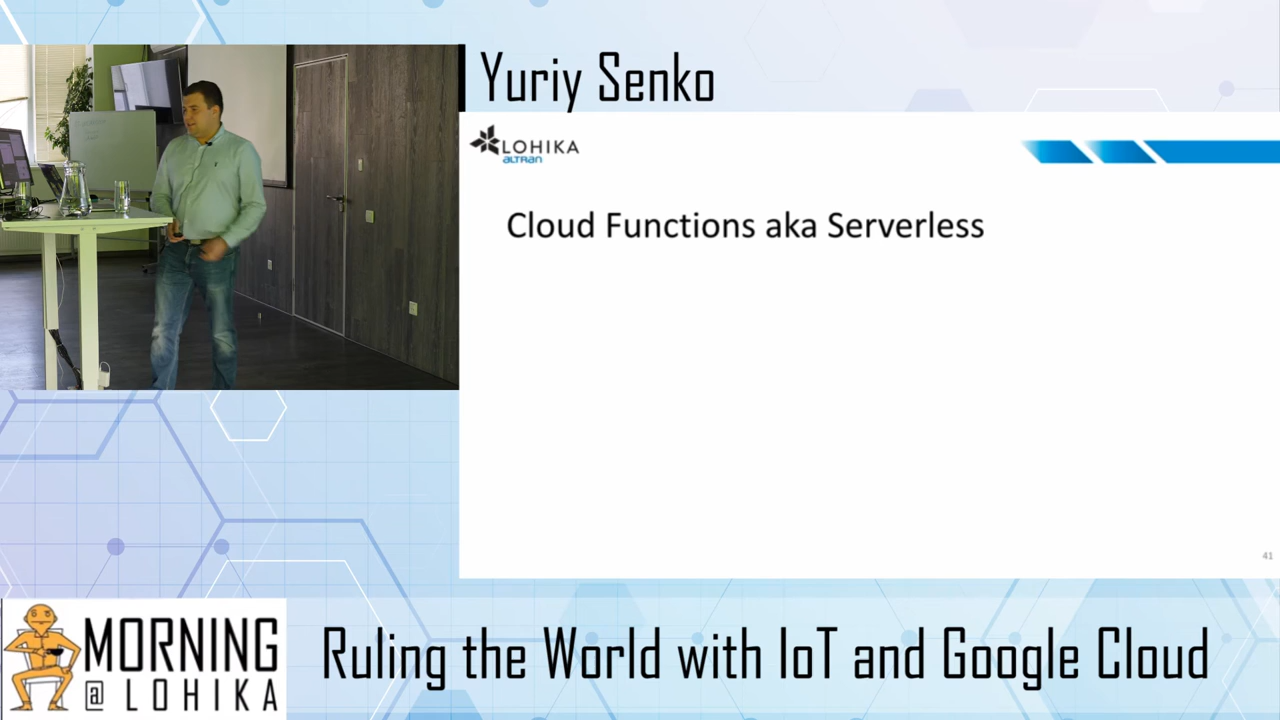 Yuriy Senko
LOHIKA
altran
Cloud Functions aka Serverless
41
MORNING
@ LOHIKA
Ruling the World with IoT and Google Cloud